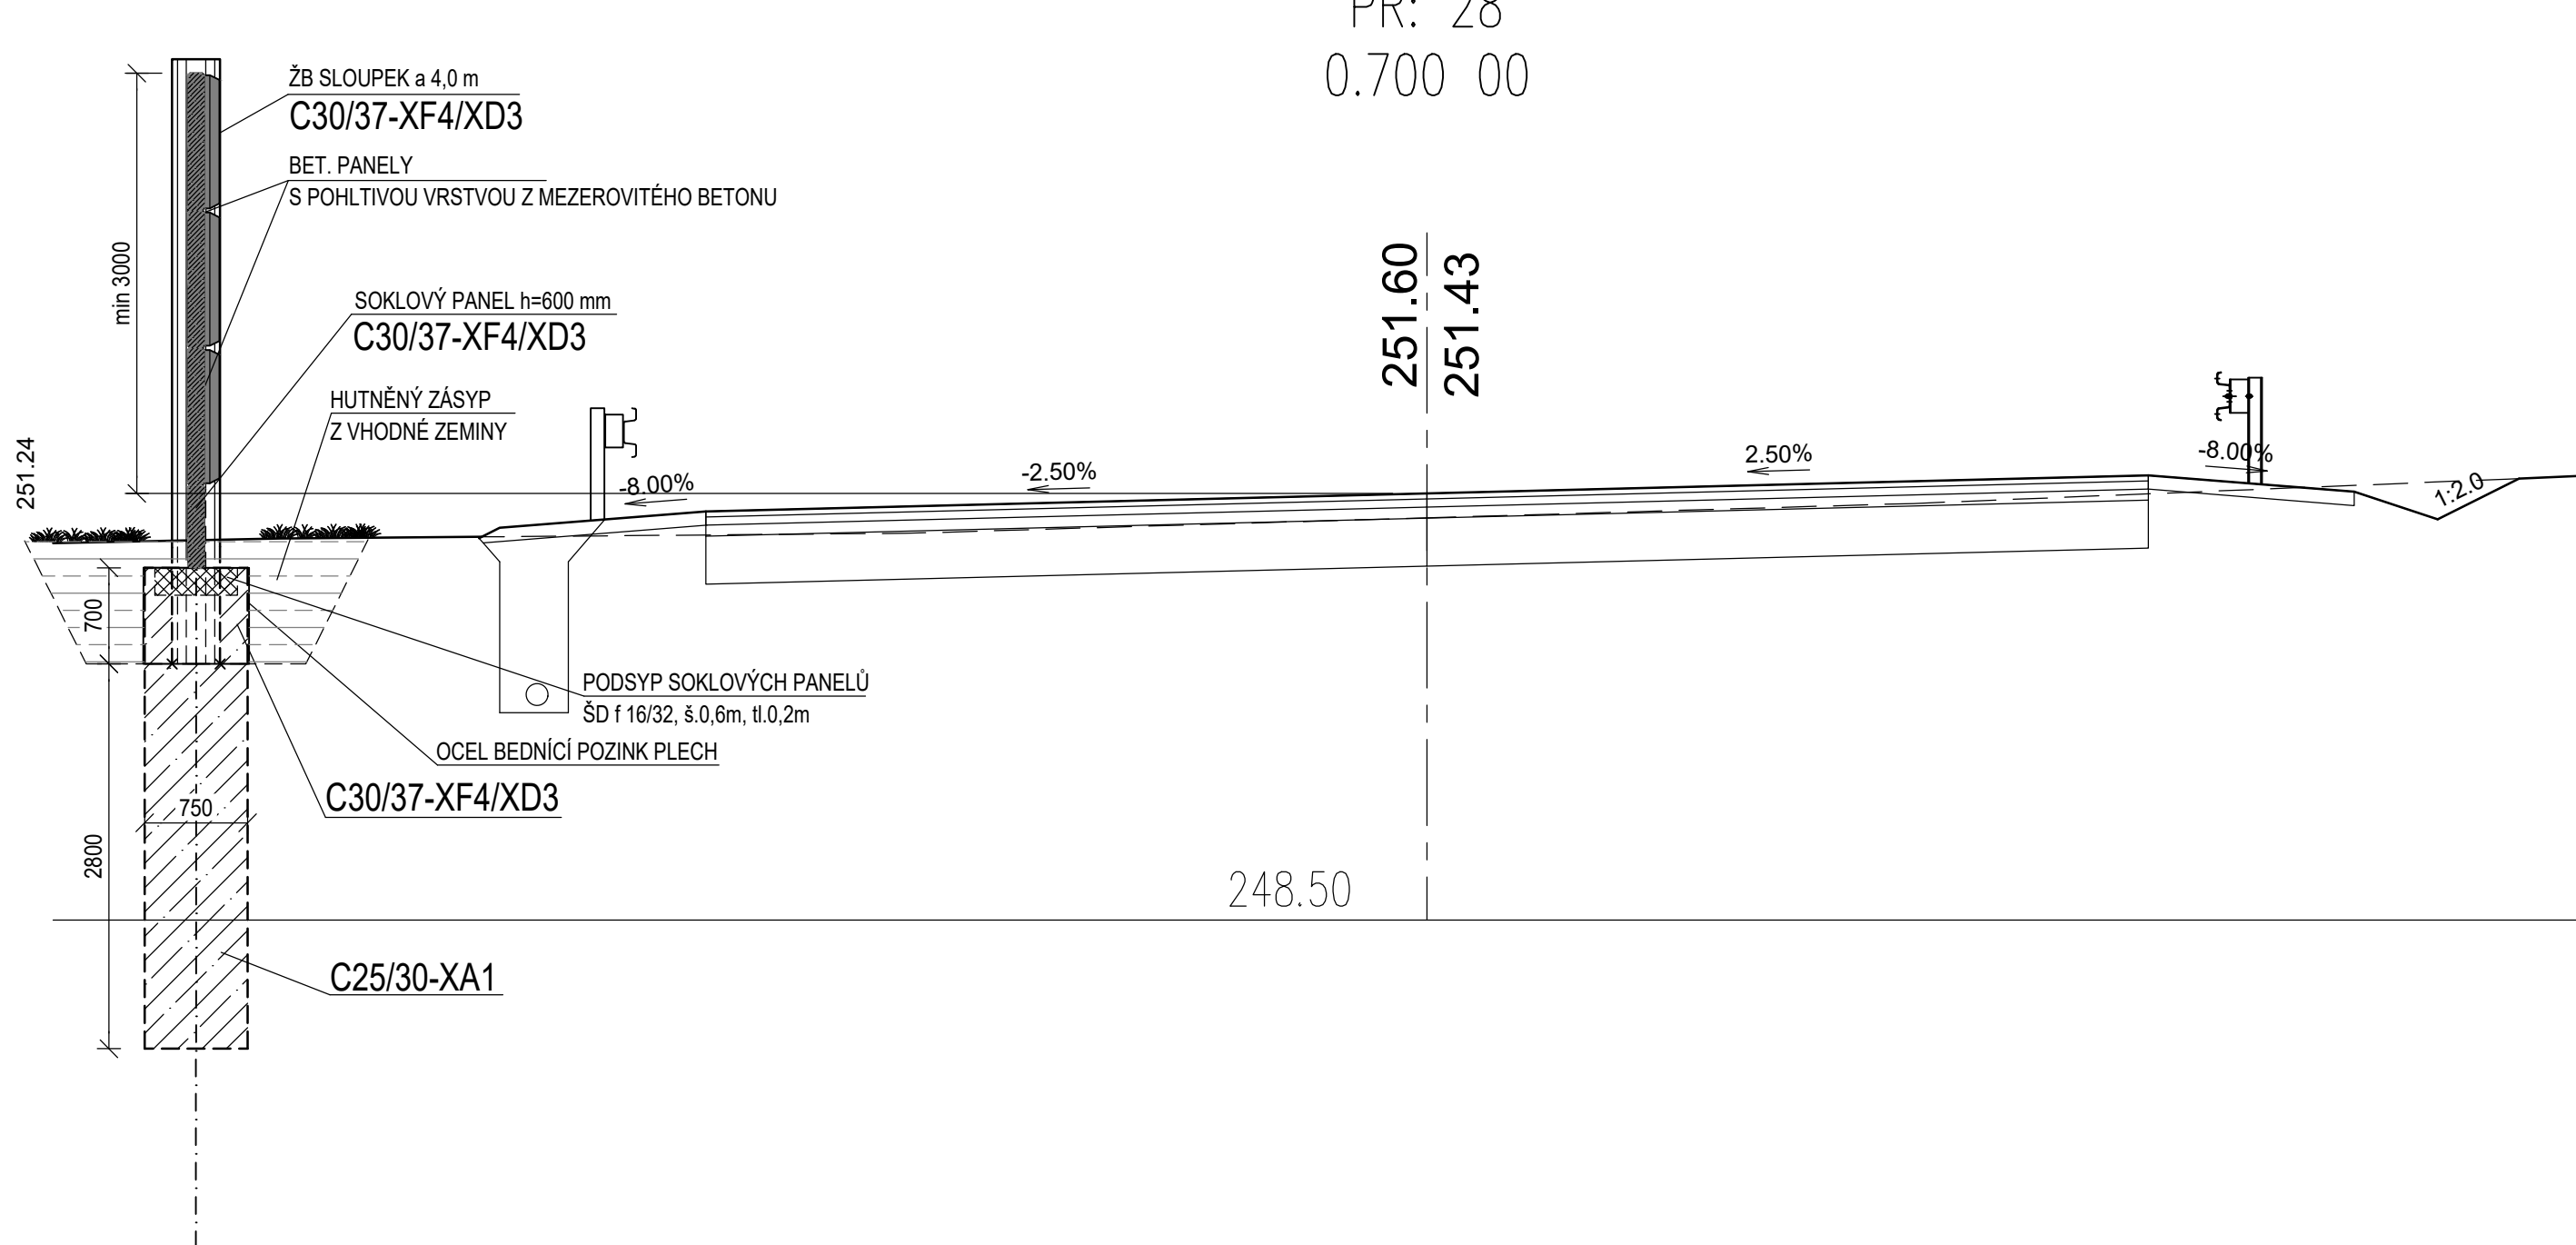 PR: 28
0.700 00
ŽB SLOUPEK a 4,0 m
C30/37-XF4/XD3
BET. PANELY
S POHLTIVOU VRSTVOU Z MEZEROVITÉHO BETONU
min 3000
SOKLOVÝ PANEL h=600 mm
C30/37-XF4/XD3
251.60
251.43
HUTNĚNÝ ZÁSYP
Z VHODNÉ ZEMINY
251.24
-8.00%
-2.50%
2.50%
-8.00%
1:2.0
700
PODSYP SOKLOVÝCH PANELŮ
ŠD f 16/32, š.0,6m, tl.0,2m
OCEL BEDNÍCÍ POZINK PLECH
C30/37-XF4/XD3
750
2800
248.50
C25/30-XA1